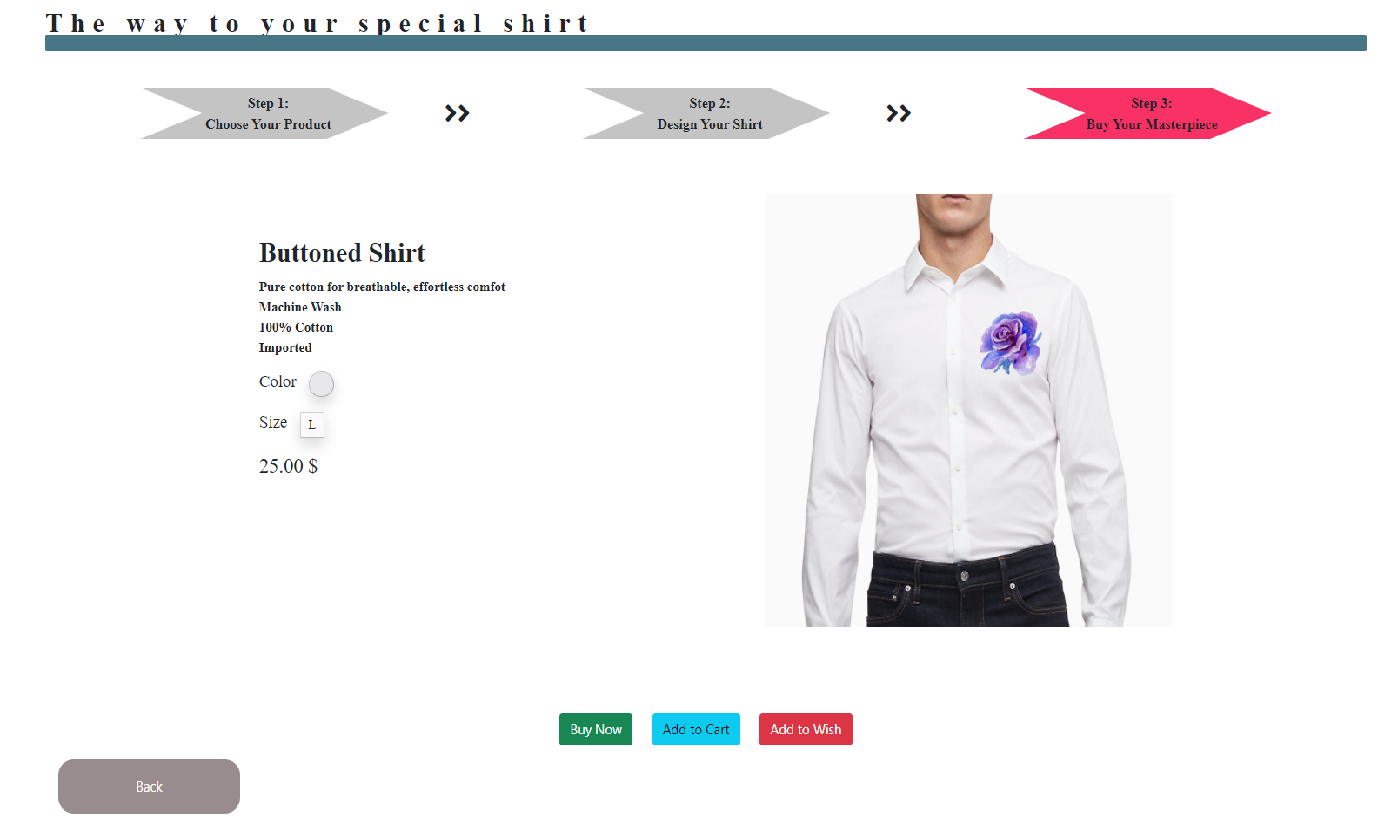 The way to your special shirt
Step 1:
Choose Your Product
Step 2:
Design Your Shirt
Step 3:
Buy Your Masterpiece
Buttoned Shirt
Pure cotton for breathable, effortless comfot
Machine Wash
100% Cotton
Imported
Color
Size L
25.00 $
Buy Now Add to Cart Add to Wish
Back